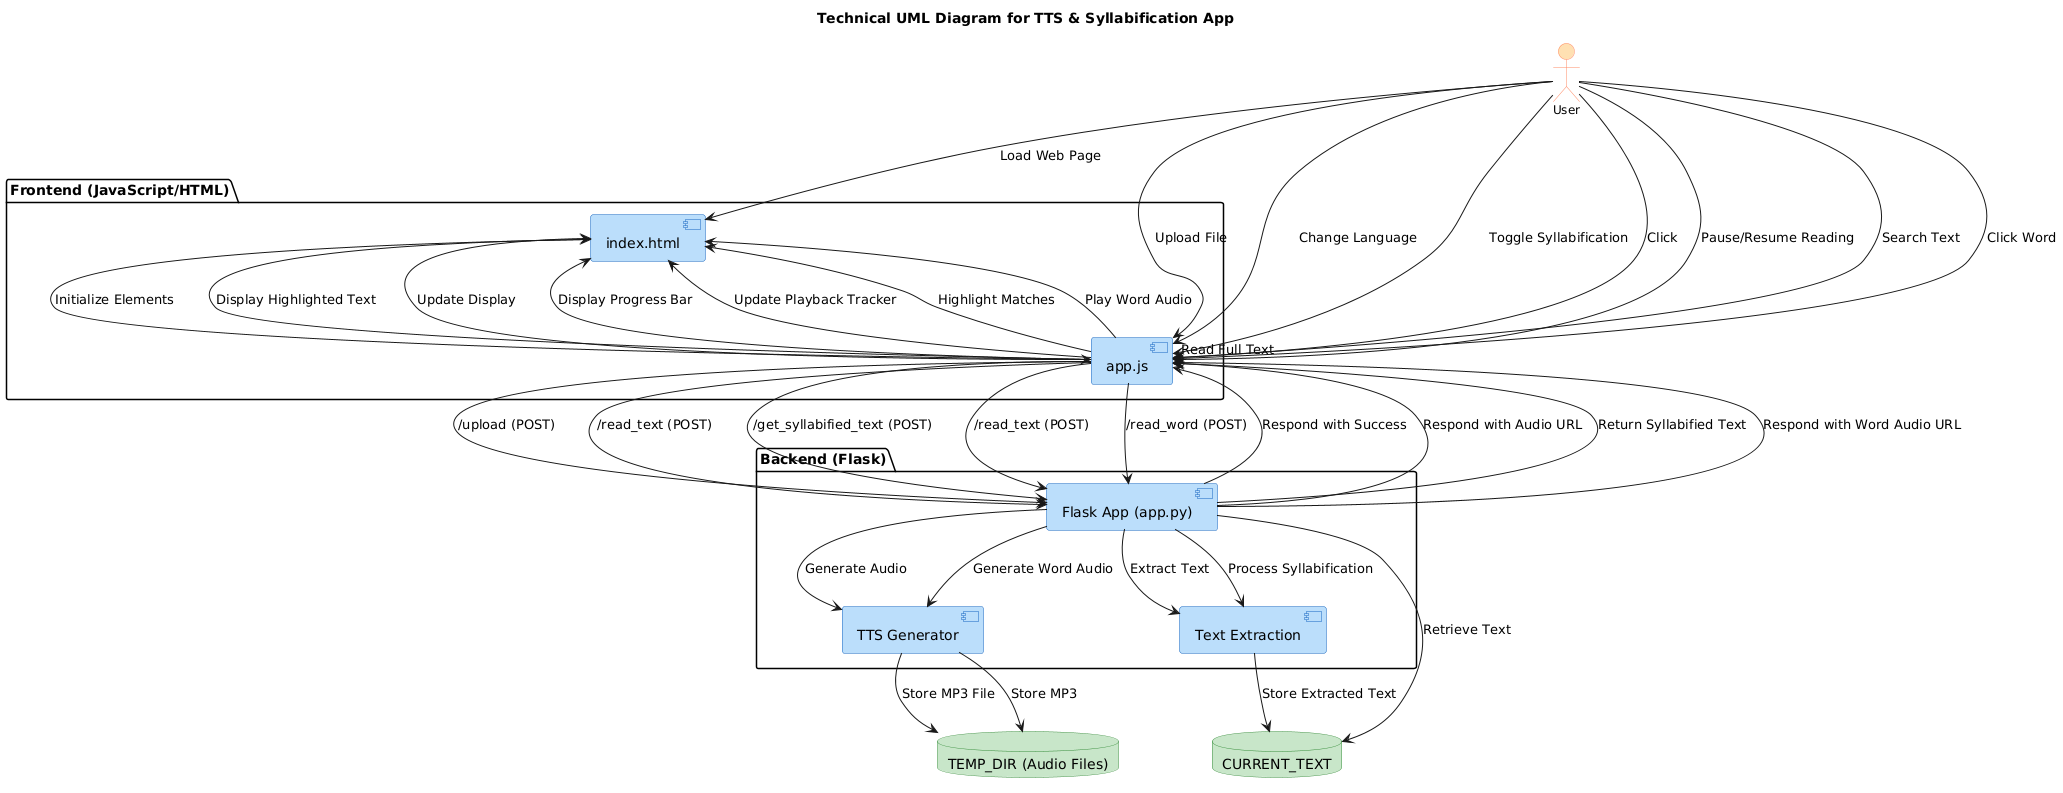 Technical UML Diagram for TTS & Syllabification App
User
Load Web Page
Frontend (JavaScript/HTML)
index.html
Upload File
Change Language
Toggle Syllabification
Click
Pause/Resume Reading
Search Text
Click Word
Initialize Elements
Display Highlighted Text
Update Display
Display Progress Bar
Update Playback Tracker
Highlight Matches
Play Word Audio
Read Full Text
app.js
/upload (POST)
/read_text (POST)
/get_syllabified_text (POST)
/read_text (POST)
/read_word (POST)
Respond with Success
Respond with Audio URL
Return Syllabified Text
Respond with Word Audio URL
Backend (Flask)
Flask App (app.py)
Generate Audio
Generate Word Audio
Extract Text
Process Syllabification
TTS Generator
Text Extraction
Retrieve Text
Store MP3 File
Store MP3
Store Extracted Text
TEMP_DIR (Audio Files)
CURRENT_TEXT